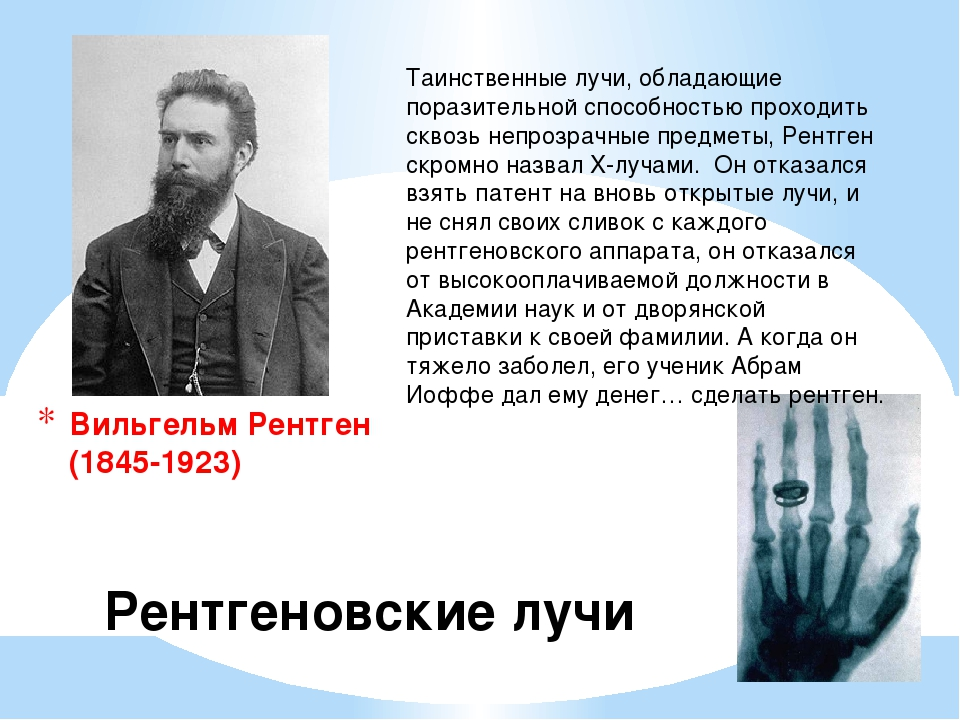 Таинственные лучи, обладающие
поразительной способностью проходить
сквозь непрозрачные предметы, Рентген
скромно назвал Х-лучами.  Он отказался
взять патент на вновь открытые лучи, и
не снял своих сливок с каждого
рентгеновского аппарата, он отказался
от высокооплачиваемой должности в
Академии наук и от дворянской
приставки к своей фамилии. А когда он
тяжело заболел, его ученик Абрам
Иоффе дал ему денег… сделать рентген.
* Вильгельм Рентген
(1845-1923)
Рентгеновские лучи